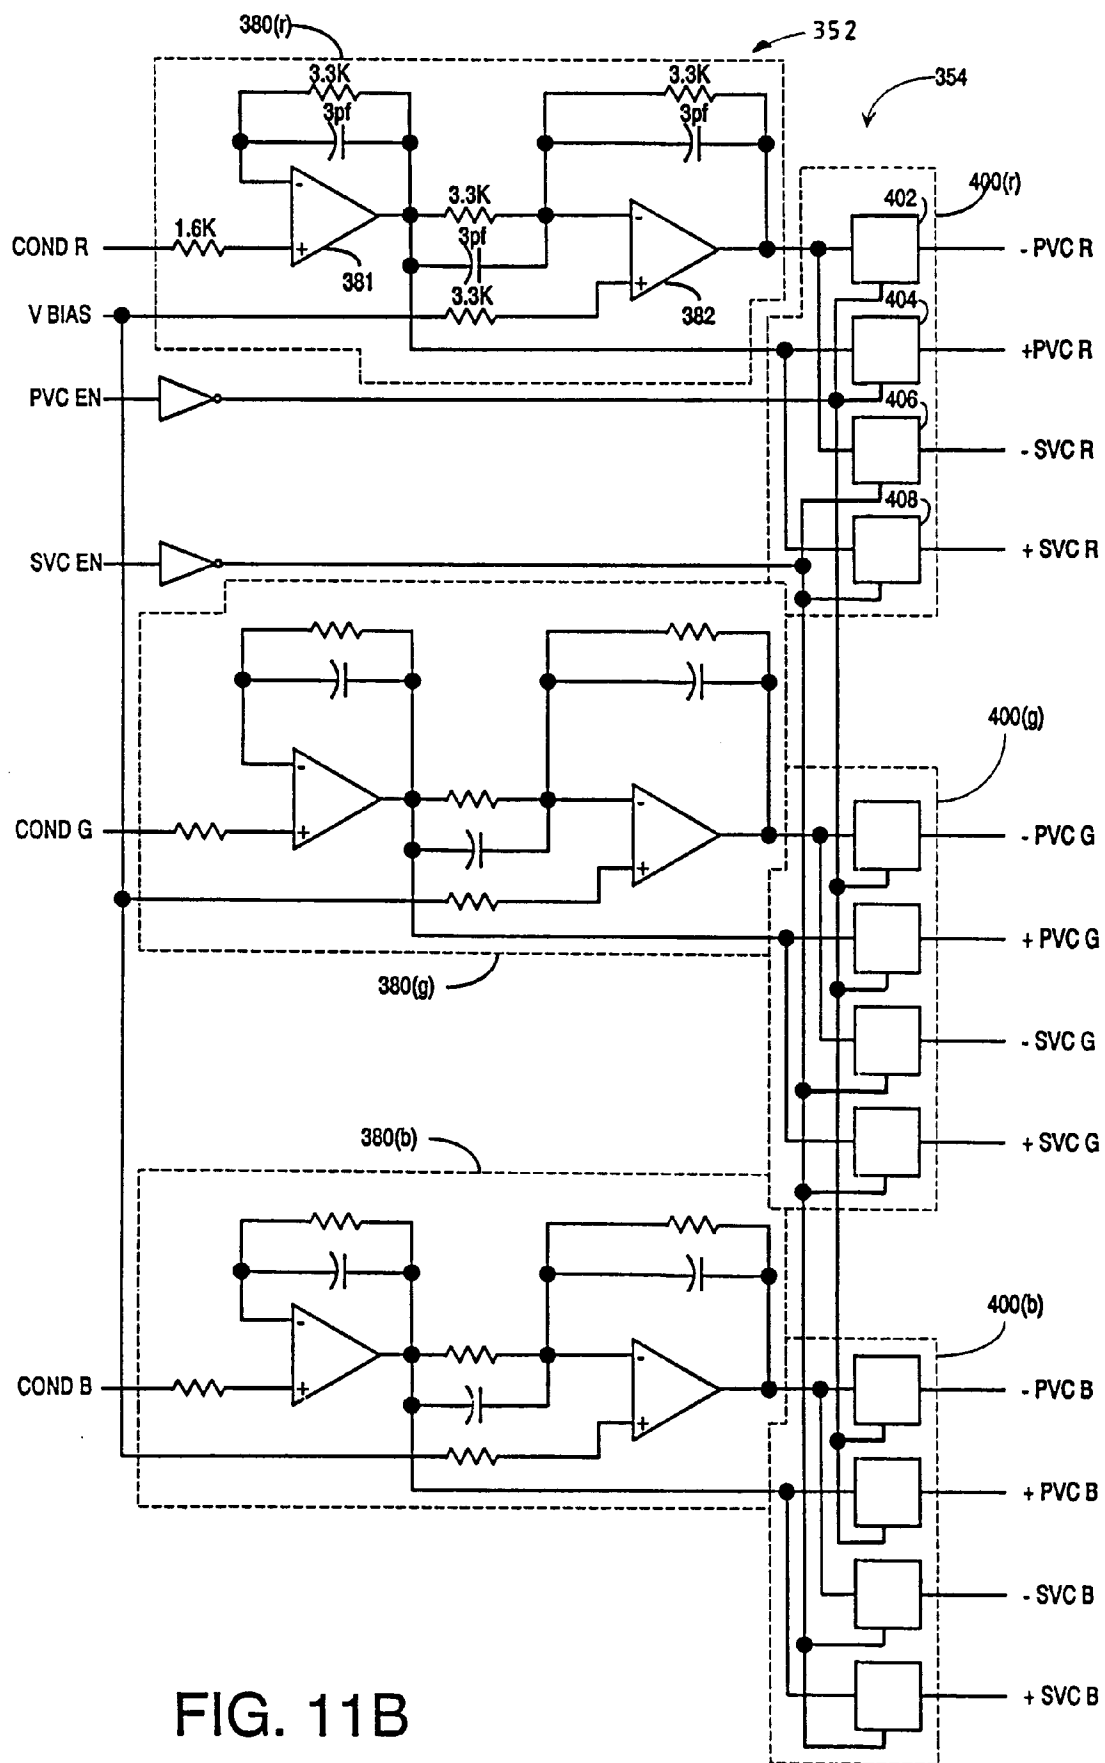 380(r)
352
354
3.3K
3pf
3.3K
3pf
400(r)
402
-
3.3K
-
COND R
1.6K
+
381
3pf
- PVC R
V BIAS
3.3K
+
382
404
+PVC R
PVC EN
406
- SVC R
408
SVC EN
+ SVC R
400(g)
-
-
COND G
+
+
- PVC G
+ PVC G
380(g)
- SVC G
+ SVC G
380(b)
400(b)
-
-
COND B
+
+
- PVC B
+ PVC B
- SVC B
+ SVC B
FIG. 11B